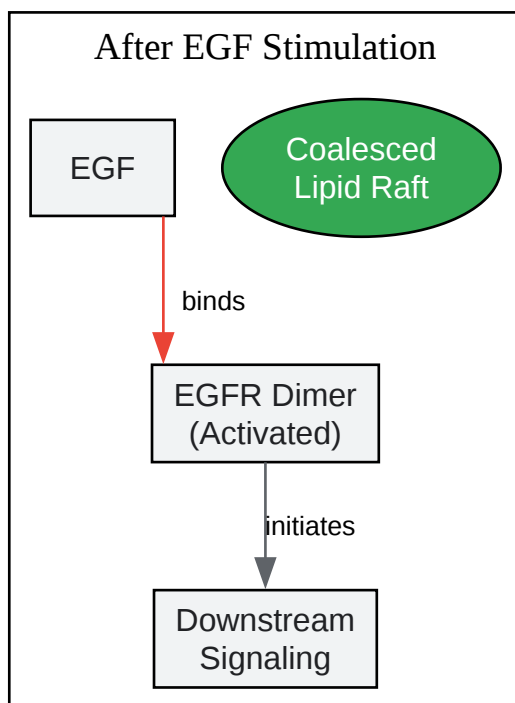 After EGF Stimulation
EGF
Coalesced
Lipid Raft
binds
EGFR Dimer
(Activated)
initiates
Downstream
Signaling